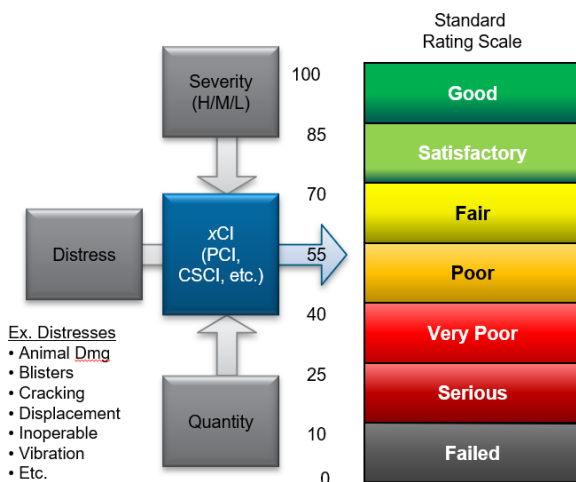 Standard
Rating Scale
Severity
(H/M/L)
Distress
xCI
(PCI,
CSCI, etc.)
Quantity
Ex. Distresses
• Animal Dmg
• Blisters
• Cracking
• Displacement
• Inoperable
• Vibration
• Etc.
100
85
70
55
40
25
10
0
Good
Satisfactory
Fair
Poor
Very Poor
Serious
Failed